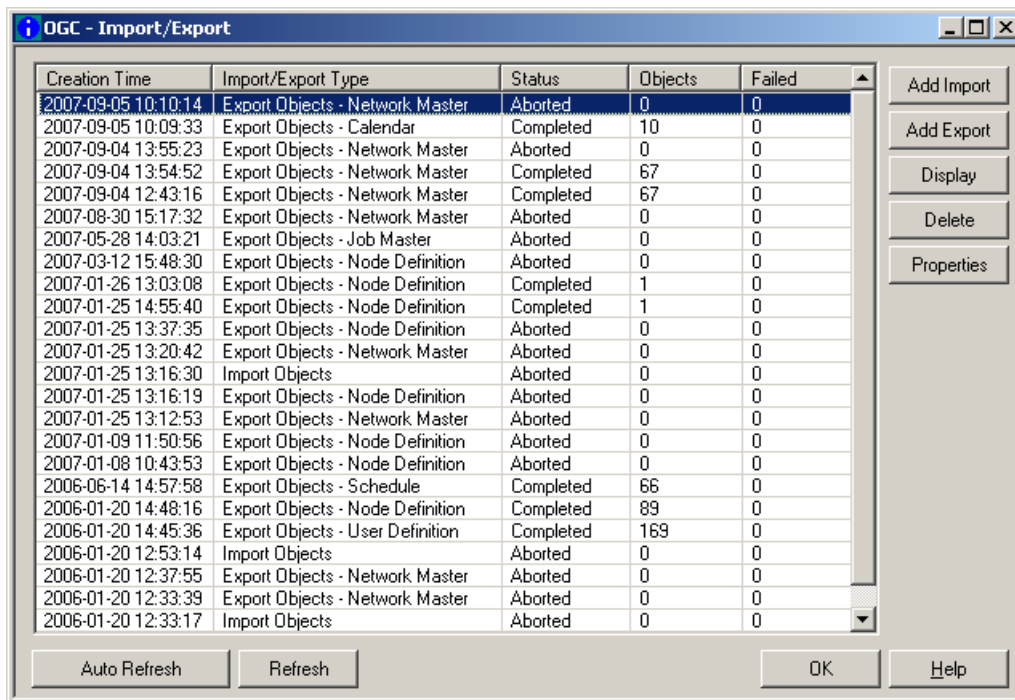 OGC - Import/Export
Creation Time Import/Export Type Status Objects Failed
2007-09-05 10:10:14 Export Objects - Network Master Aborted 0 0
2007-09-05 10:09:33 Export Objects - Calendar Completed 10 0
2007-09-04 13:55:23 Export Objects - Network Master Aborted 0 0
2007-09-04 13:54:52 Export Objects - Network Master Completed 67 0
2007-09-04 12:43:16 Export Objects - Network Master Completed 67 0
2007-08-30 15:17:32 Export Objects - Network Master Aborted 0 0
2007-05-28 14:03:21 Export Objects - Job Master Aborted 0 0
2007-03-12 15:48:30 Export Objects - Node Definition Aborted 0 0
2007-01-26 13:03:08 Export Objects - Node Definition Completed 1 0
2007-01-25 14:55:40 Export Objects - Node Definition Completed 1 0
2007-01-25 13:37:35 Export Objects - Node Definition Aborted 0 0
2007-01-25 13:20:42 Export Objects - Network Master Aborted 0 0
2007-01-25 13:16:30 Import Objects Aborted 0 0
2007-01-25 13:16:19 Export Objects - Node Definition Aborted 0 0
2007-01-25 13:12:53 Export Objects - Network Master Aborted 0 0
2007-01-09 11:50:56 Export Objects - Node Definition Aborted 0 0
2007-01-08 10:43:53 Export Objects - Node Definition Aborted 0 0
2006-06-14 14:57:58 Export Objects - Schedule Completed 66 0
2006-01-20 14:48:16 Export Objects - Node Definition Completed 89 0
2006-01-20 14:45:36 Export Objects - User Definition Completed 169 0
2006-01-20 12:53:14 Import Objects Aborted 0 0
2006-01-20 12:37:55 Export Objects - Network Master Aborted 0 0
2006-01-20 12:33:39 Export Objects - Network Master Aborted 0 0
2006-01-20 12:33:17 Import Objects Aborted 0 0
Add Import
Add Export
Display
Delete
Properties
Auto Refresh Refresh OK Help